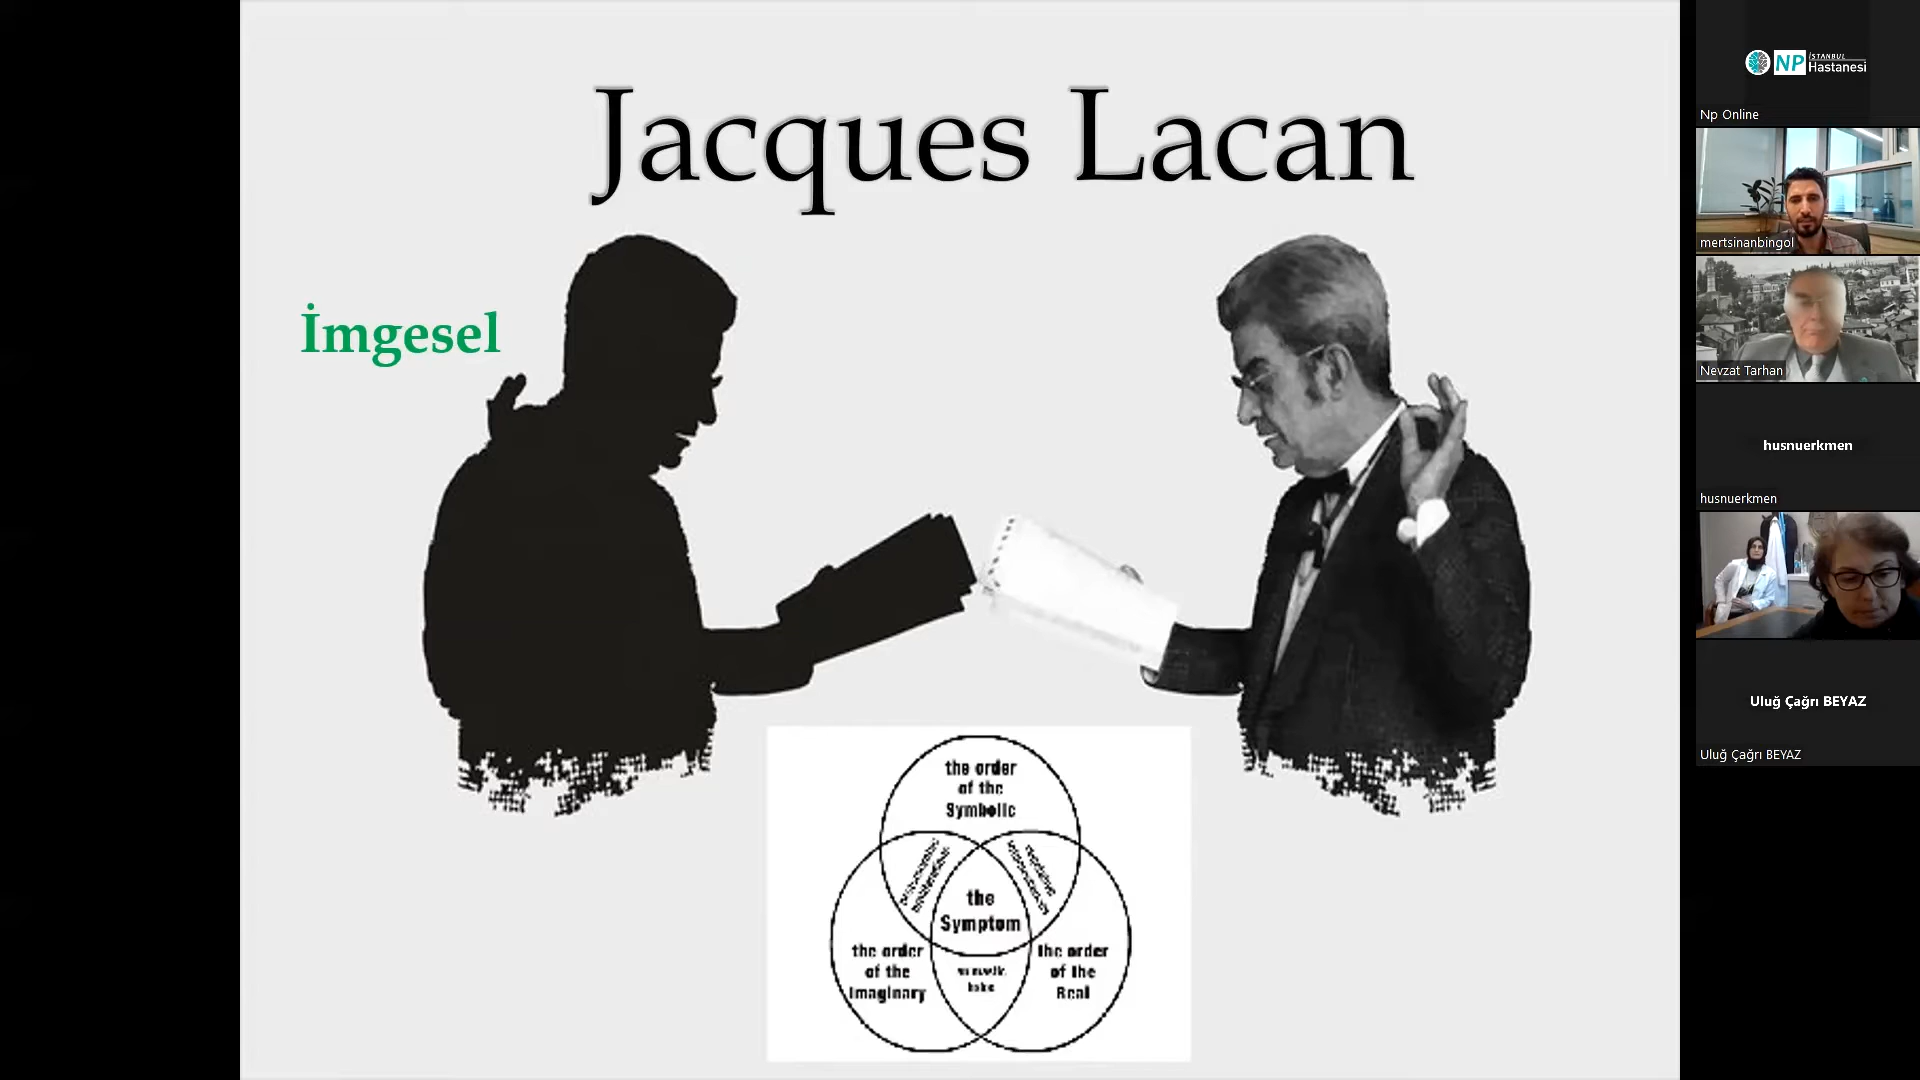 Jacques Lacan
İmgesel
the order
of the
Symbolic
the
Symptom
the order
of the
Imaginary
the order
of the
Real
NP
İSTANBUL
Hastanesi
Np Online
mertsinanbingol
Nevzat Tarhan
husnuerkmen
husnuerkmen
Uluğ Çağrı BEYAZ
Uluğ Çağrı BEYAZ